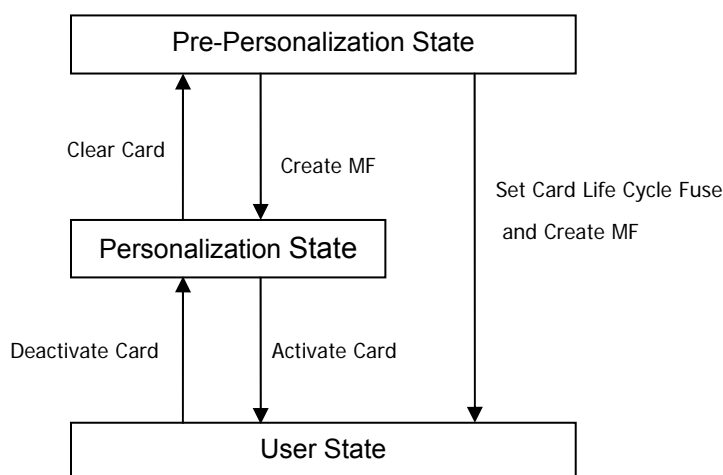 Pre-Personalization State
Clear Card
Create MF
Set Card Life Cycle Fuse
and Create MF
Personalization State
Deactivate Card
Activate Card
User State